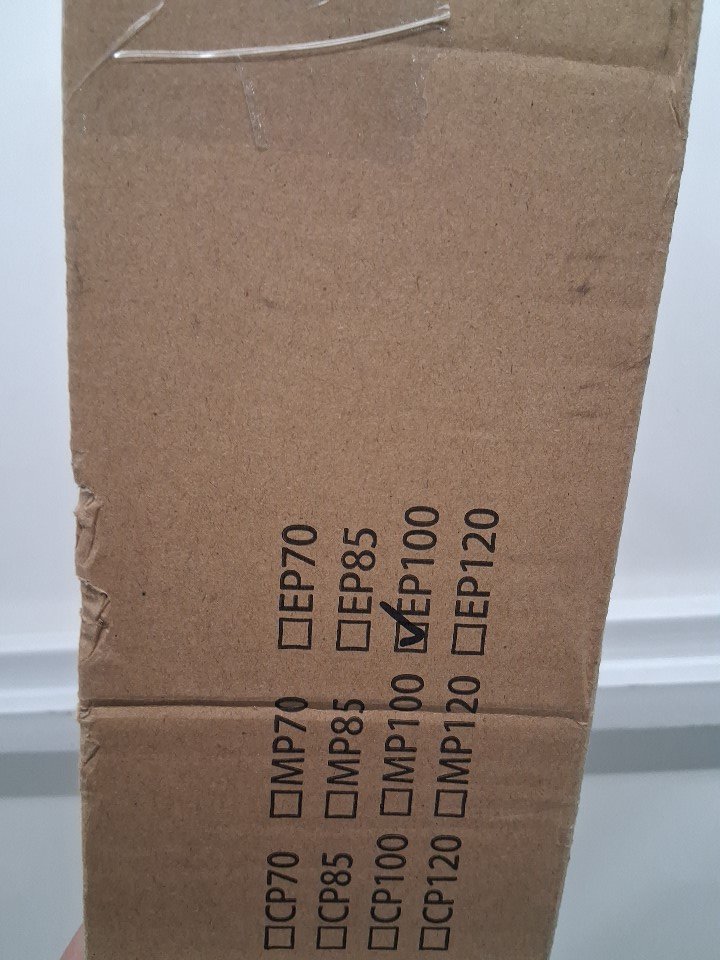 ☐CP70 ☐MP70 ☐EP70
☐CP85 ☐MP85 ☐EP85
☐CP100 ☐MP100 ☑EP100
☐CP120 ☐MP120 ☐EP120